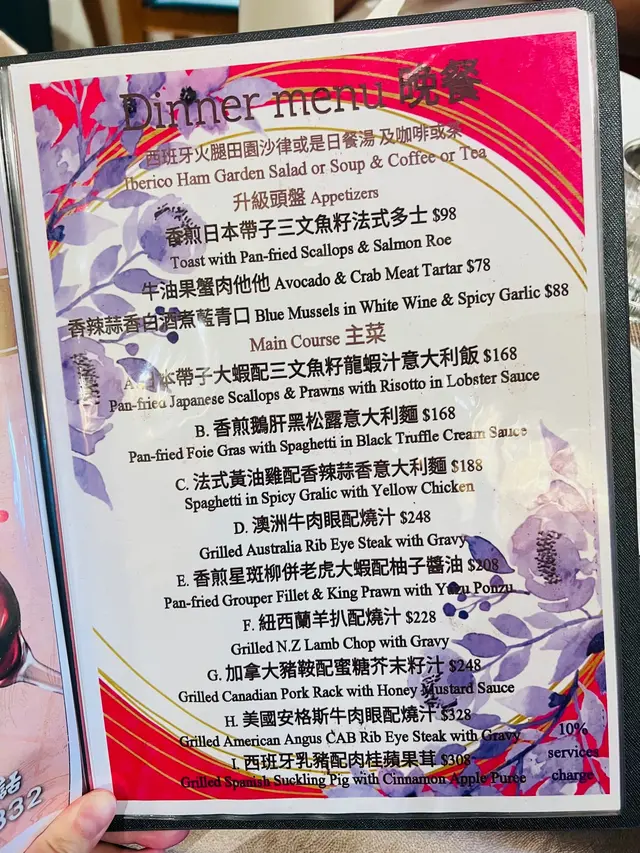 Dinner menu 晚餐
西班牙火腿田園沙律或是日餐湯 及咖啡或茶
Iberico Ham Garden Salad or Soup & Coffee or Tea
升級頭盤 Appetizers
香煎日本帶子三文魚籽法式多士 $98
Toast with Pan-fried Scallops & Salmon Roe
牛油果蟹肉他他 Avocado & Crab Meat Tartar $78
香辣蒜香白酒煮藍青口 Blue Mussels in White Wine & Spicy Garlic $88
Main Course 主菜
A. 日本帶子大蝦配三文魚籽龍蝦汁意大利飯 $168
Pan-fried Japanese Scallops & Prawns with Risotto in Lobster Sauce
B. 香煎鵝肝黑松露意大利麵 $168
Pan-fried Foie Gras with Spaghetti in Black Truffle Cream Sauce
C. 法式黃油雞配香辣蒜香意大利麵 $188
Spaghetti in Spicy Gralic with Yellow Chicken
D. 澳洲牛肉眼配燒汁 $248
Grilled Australia Rib Eye Steak with Gravy
E. 香煎星斑柳併老虎大蝦配柚子醬油 $208
Pan-fried Grouper Fillet & King Prawn with Yuzu Ponzu
F. 紐西蘭羊扒配燒汁 $228
Grilled N.Z Lamb Chop with Gravy
G. 加拿大豬鞍配蜜糖芥末籽汁 $248
Grilled Canadian Pork Rack with Honey Mustard Sauce
H. 美國安格斯牛肉眼配燒汁 $328
Grilled American Angus CAB Rib Eye Steak with Gravy
I. 西班牙乳豬配肉桂蘋果茸 $308
Grilled Spanish Suckling Pig with Cinnamon Apple Puree
10%
services
charge
話
332